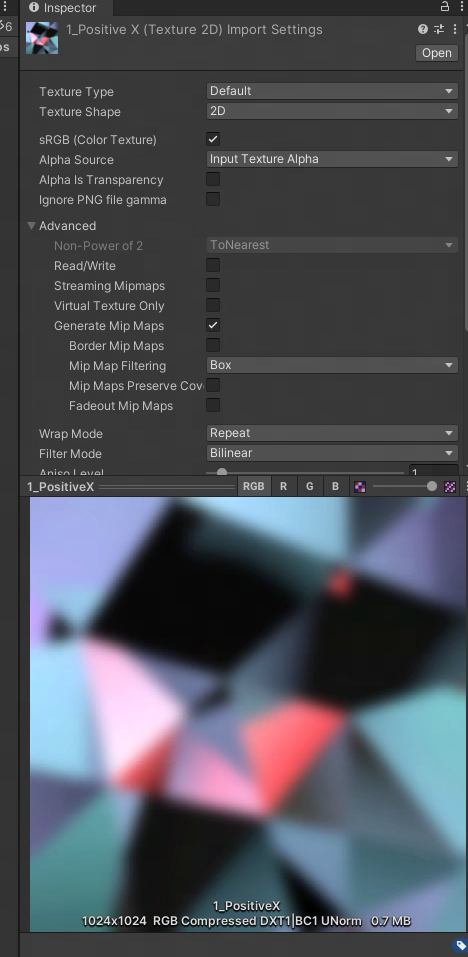 Inspector
6
1_Positive X (Texture 2D) Import Settings
Open
Texture Type Default
Texture Shape 2D
sRGB (Color Texture)
Alpha Source Input Texture Alpha
Alpha Is Transparency
Ignore PNG file gamma
Advanced
Non-Power of 2 ToNearest
Read/Write
Streaming Mipmaps
Virtual Texture Only
Generate Mip Maps
Border Mip Maps
Mip Map Filtering Box
Mip Maps Preserve Cov
Fadeout Mip Maps
Wrap Mode Repeat
Filter Mode Bilinear
Aniso Level 1
1_PositiveX RGB R G B
1_PositiveX
1024x1024 RGB Compressed DXT1|BC1 UNorm 0.7 MB